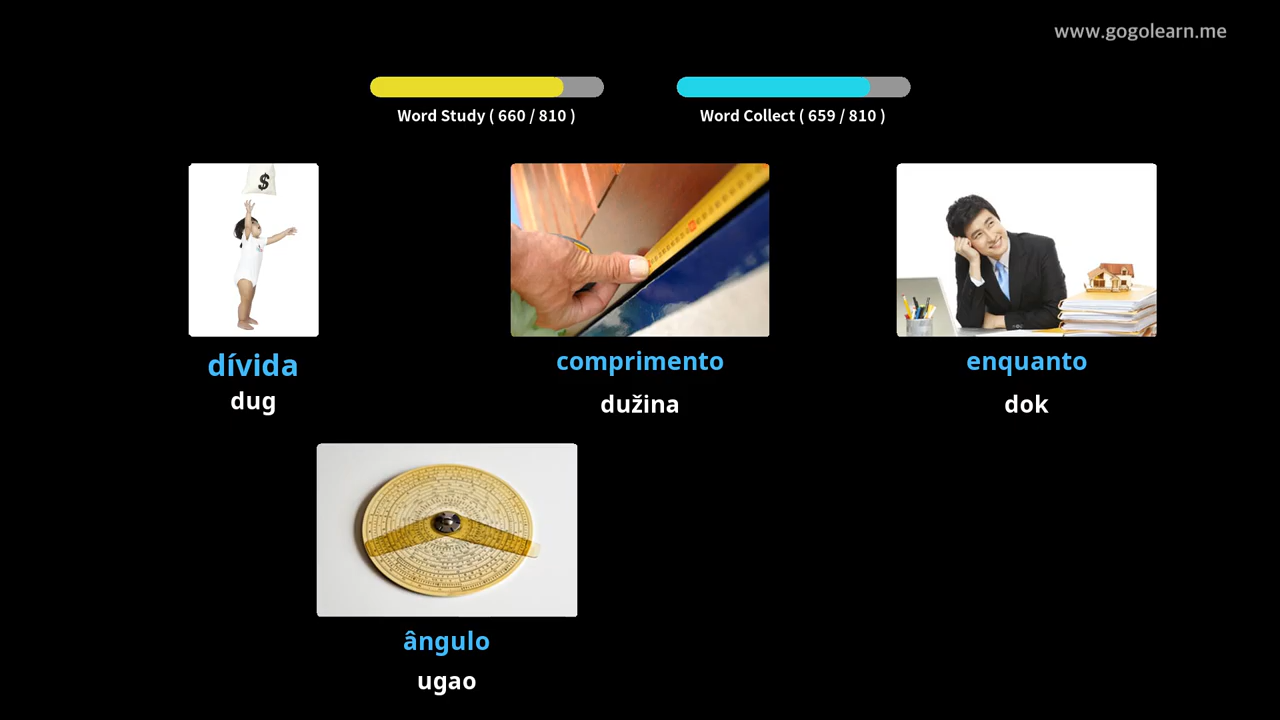 www.gogolearn.me
Word Study ( 660 / 810 )
Word Collect ( 659 / 810 )
$
dívida
dug
comprimento
dužina
enquanto
dok
ângulo
ugao